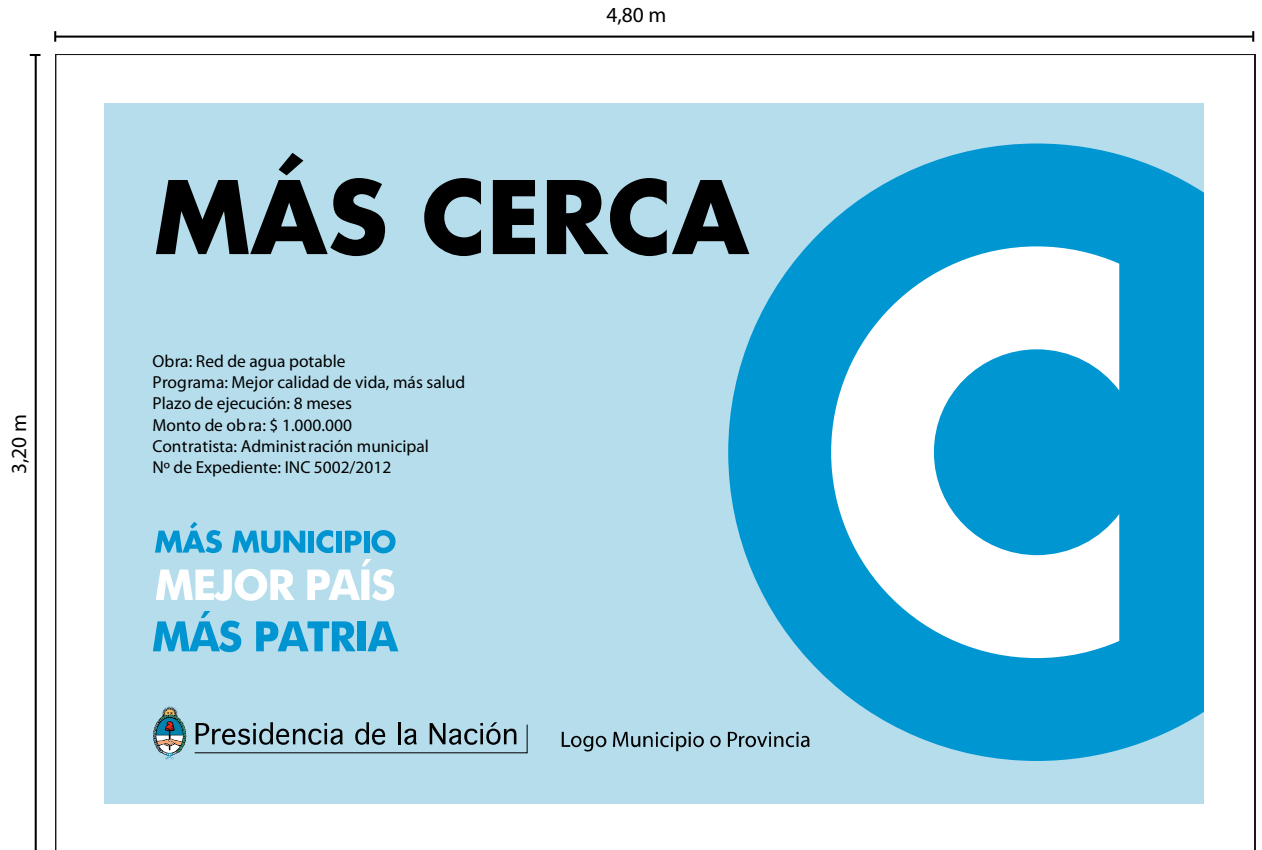 4,80 m
3,20 m
MÁS CERCA
Obra: Red de agua potable
Programa: Mejor calidad de vida, más salud
Plazo de ejecución: 8 meses
Monto de obra: $ 1.000.000
Contratista: Administración municipal
Nº de Expediente: INC 5002/2012
MÁS MUNICIPIO
MEJOR PAÍS
MÁS PATRIA
Presidencia de la Nación
Logo Municipio o Provincia
C